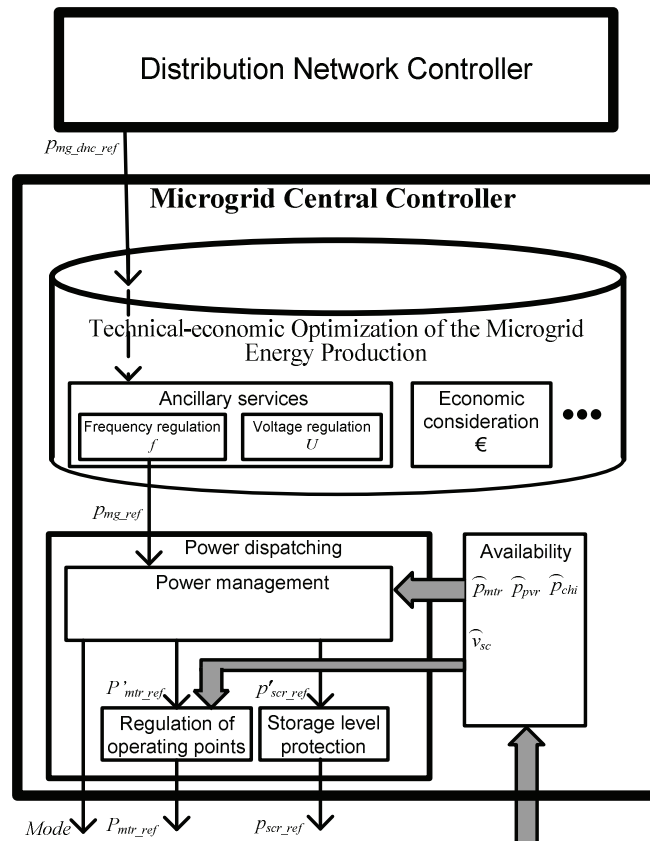 Distribution Network Controller
p_mg_dnc_ref
Microgrid Central Controller
Technical-economic Optimization of the Microgrid
Energy Production
Ancillary services
Frequency regulation
f
Voltage regulation
U
Economic
consideration
€
•••
p_mg_ref
Power dispatching
Power management
Availability
p̂_mtr p̂_pvr p̂_chi
v̂_sc
P'_mtr_ref
p'_scr_ref
Regulation of
operating points
Storage level
protection
Mode
P_mtr_ref
p_scr_ref